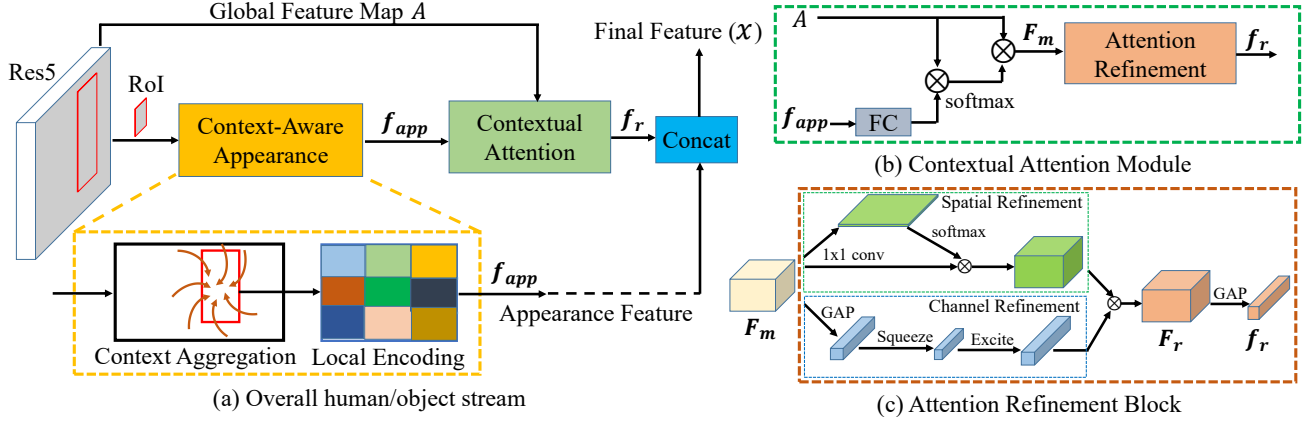 Global Feature Map A
Res5
RoI
Context-Aware
Appearance
f_app
Contextual
Attention
f_r
Final Feature (x)
Concat
Context Aggregation
Local Encoding
f_app
Appearance Feature
(a) Overall human/object stream
A
F_m
Attention
Refinement
f_r
softmax
f_app
FC
(b) Contextual Attention Module
Spatial Refinement
softmax
1x1 conv
F_m
Channel Refinement
GAP
Squeeze
Excite
F_r
GAP
f_r
(c) Attention Refinement Block